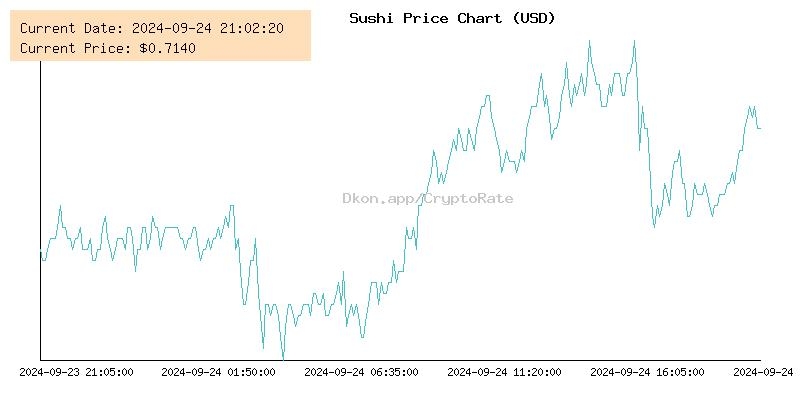 Sushi Price Chart (USD)
Current Date: 2024-09-24 21:02:20
Current Price: $0.7140
Dkon.app/CryptoRate
2024-09-23 21:05:00
2024-09-24 01:50:00
2024-09-24 06:35:00
2024-09-24 11:20:00
2024-09-24 16:05:00
2024-09-24